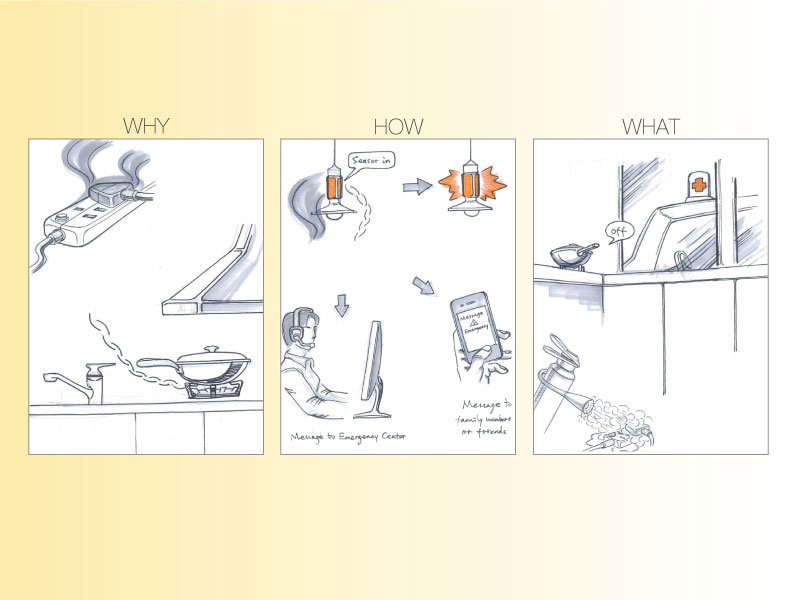 WHY
HOW
WHAT
Sensor in
off
Message
Emergency
Message to Emergency Center
Message to
family members
or friends